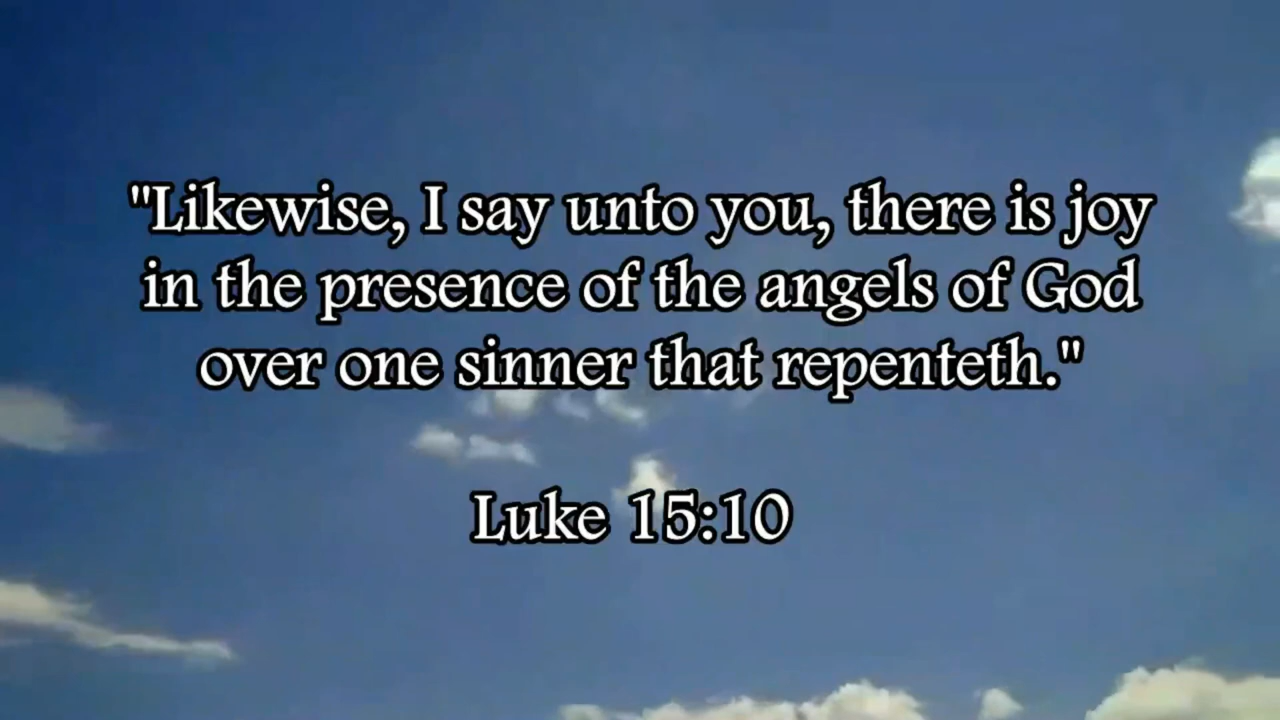 "Likewise, I say unto you, there is joy
in the presence of the angels of God
over one sinner that repenteth."
Luke 15:10